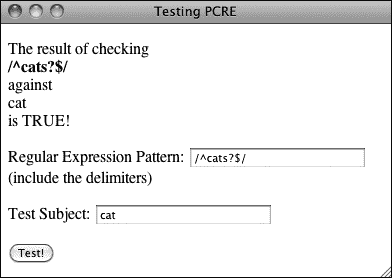 Testing PCRE
The result of checking
/^cats?$/
against
cat
is TRUE!
Regular Expression Pattern: /^cats?$/
(include the delimiters)
Test Subject: cat
Test!